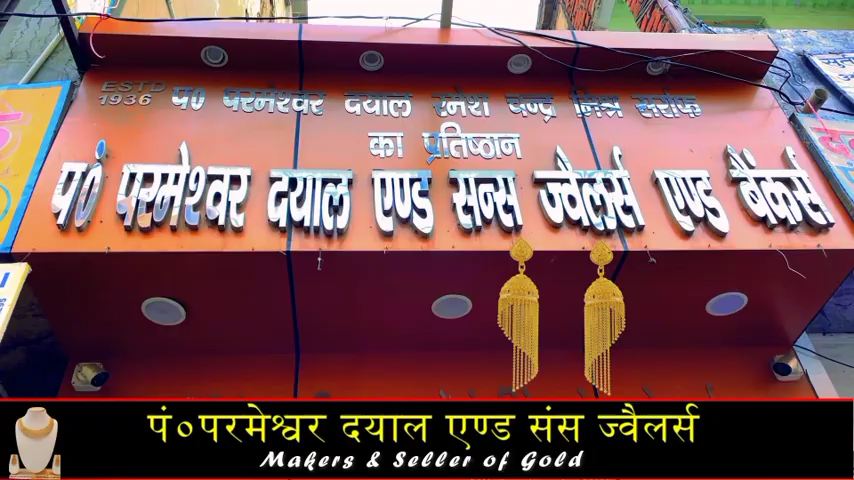 ESTD
1936
प० परमेश्वर दयाल रमेश चन्द्र मिश्र सर्राफ
का प्रतिष्ठान
प० परमेश्वर दयाल एण्ड सन्स ज्वैलर्स एण्ड बैंकर्स
पं०परमेश्वर दयाल एण्ड संस ज्वैलर्स
Makers & Seller of Gold